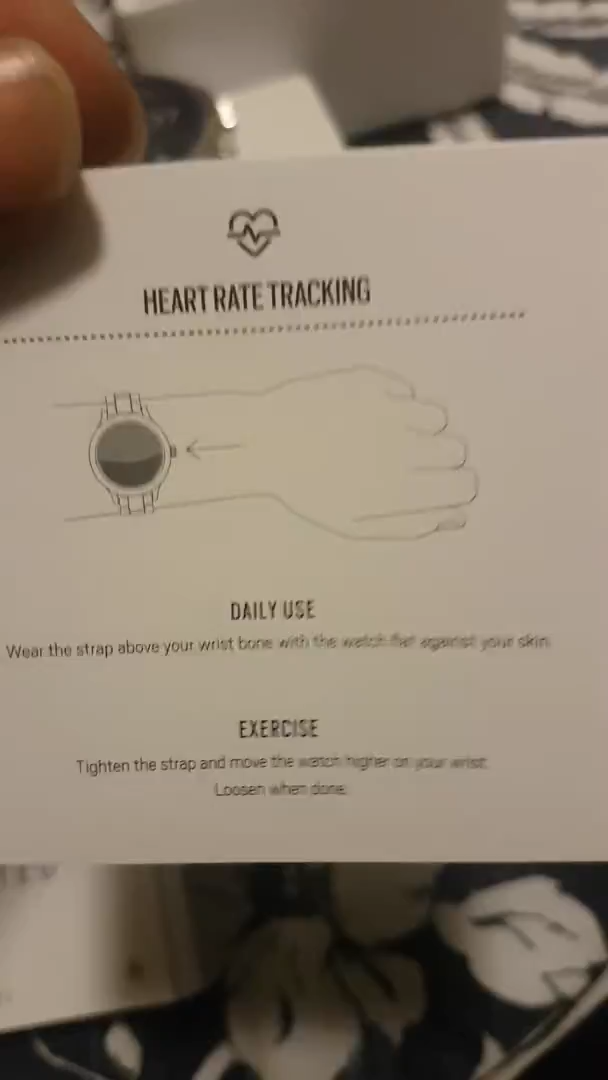 HEART RATE TRACKING
DAILY USE
Wear the strap above your wrist bone with the watch flat against your skin.
EXERCISE
Tighten the strap and move the watch higher on your wrist.
Loosen when done.